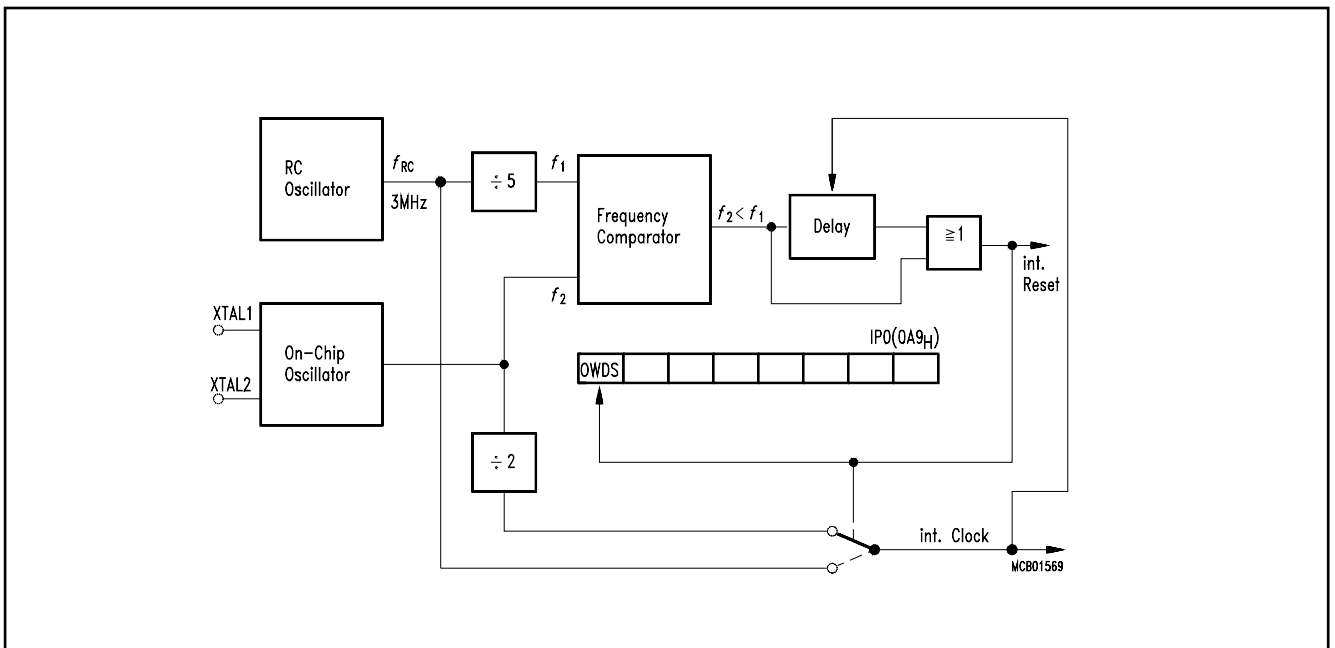 RC
Oscillator
fRC
3MHz
÷ 5
f1
Frequency
Comparator
f2
f2 < f1
Delay
≥1
int.
Reset
XTAL1
XTAL2
On-Chip
Oscillator
IP0(0A9H)
OWDS
÷ 2
int. Clock
MCB01569